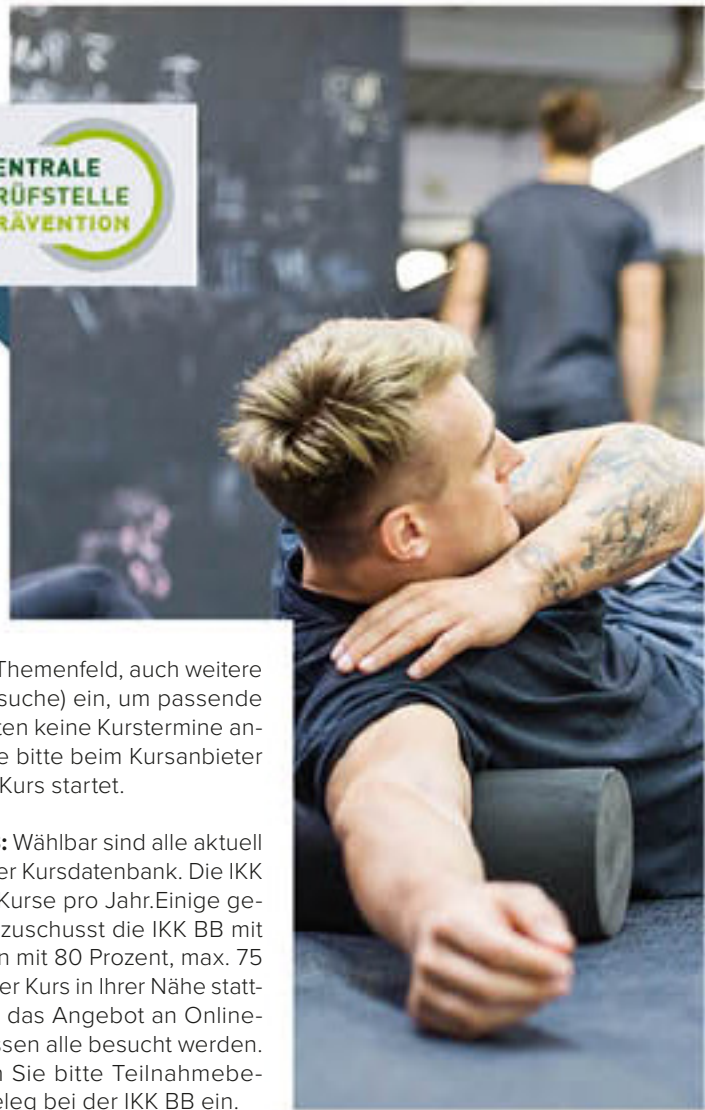 ENTRALE
RÜFSTELLE
RÄVENTION
Themenfeld, auch weitere
suche) ein, um passende
ten keine Kurstermine an-
e bitte beim Kursanbieter
Kurs startet.
: Wählbar sind alle aktuell
er Kursdatenbank. Die IKK
Kurse pro Jahr.Einige ge-
zuschusst die IKK BB mit
n mit 80 Prozent, max. 75
er Kurs in Ihrer Nähe statt-
das Angebot an Online-
ssen alle besucht werden.
n Sie bitte Teilnahmebe-
eleg bei der IKK BB ein.